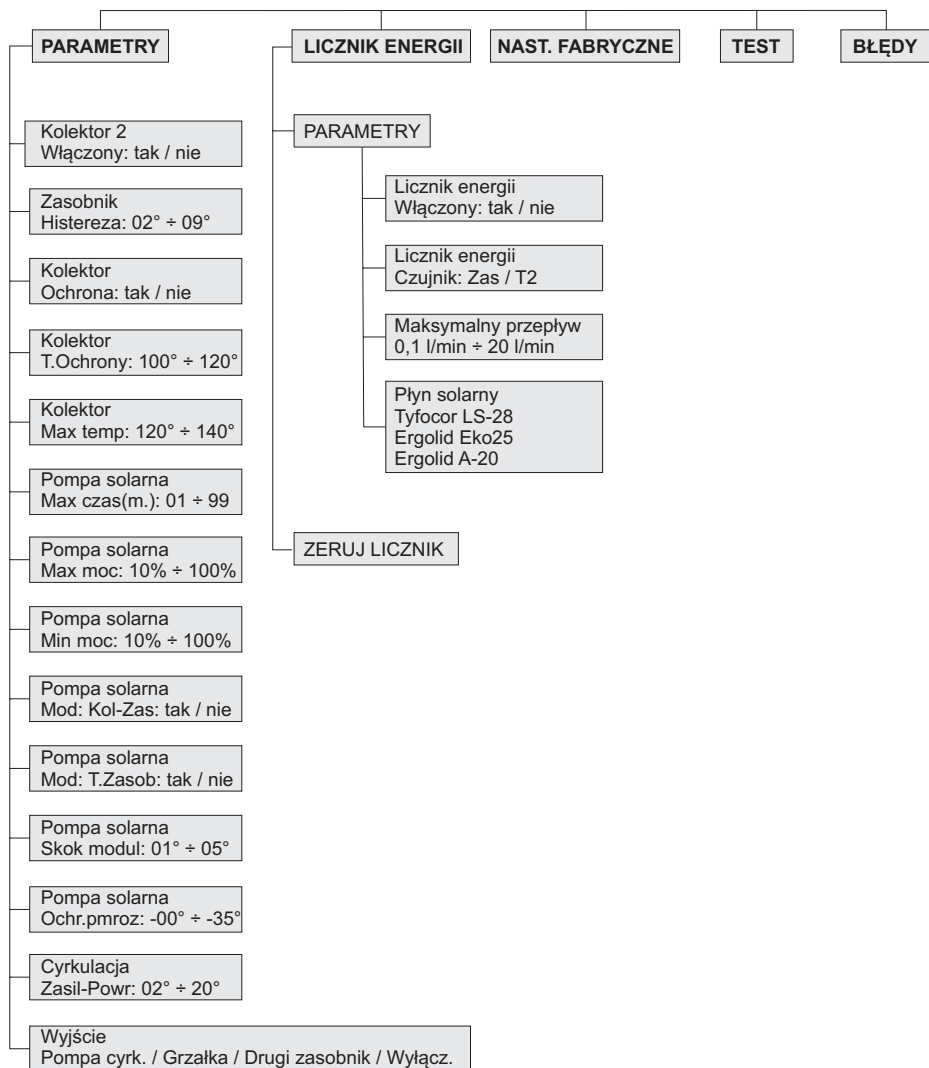 PARAMETRY
LICZNIK ENERGII
NAST. FABRYCZNE
TEST
BŁĘDY
Kolektor 2
Włączony: tak / nie
Zasobnik
Histereza: 02° ÷ 09°
Kolektor
Ochrona: tak / nie
Kolektor
T.Ochrony: 100° ÷ 120°
Kolektor
Max temp: 120° ÷ 140°
Pompa solarna
Max czas(m.): 01 ÷ 99
Pompa solarna
Max moc: 10% ÷ 100%
Pompa solarna
Min moc: 10% ÷ 100%
Pompa solarna
Mod: Kol-Zas: tak / nie
Pompa solarna
Mod: T.Zasob: tak / nie
Pompa solarna
Skok modul: 01° ÷ 05°
Pompa solarna
Ochr.pmroz: -00° ÷ -35°
Cyrkulacja
Zasil-Powr: 02° ÷ 20°
Wyjście
Pompa cyrk. / Grzałka / Drugi zasobnik / Wyłącz.
PARAMETRY
Licznik energii
Włączony: tak / nie
Licznik energii
Czujnik: Zas / T2
Maksymalny przepływ
0,1 l/min ÷ 20 l/min
Płyn solarny
Tyfocor LS-28
Ergolid Eko25
Ergolid A-20
ZERUJ LICZNIK